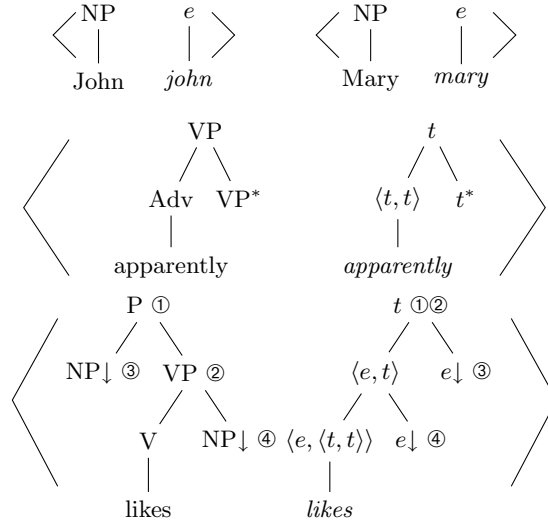 NP e NP e
John john Mary mary
VP t
Adv VP* ⟨t, t⟩ t*
apparently apparently
P ① t ①②
NP↓ ③ VP ② ⟨e, t⟩ e↓ ③
V NP↓ ④ ⟨e, ⟨t, t⟩⟩ e↓ ④
likes likes